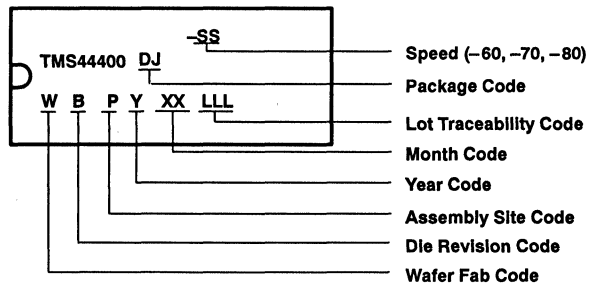 -SS
Speed (-60, -70, -80)
TMS44400 DJ
Package Code
W B P Y XX LLL
Lot Traceability Code
Month Code
Year Code
Assembly Site Code
Die Revision Code
Wafer Fab Code